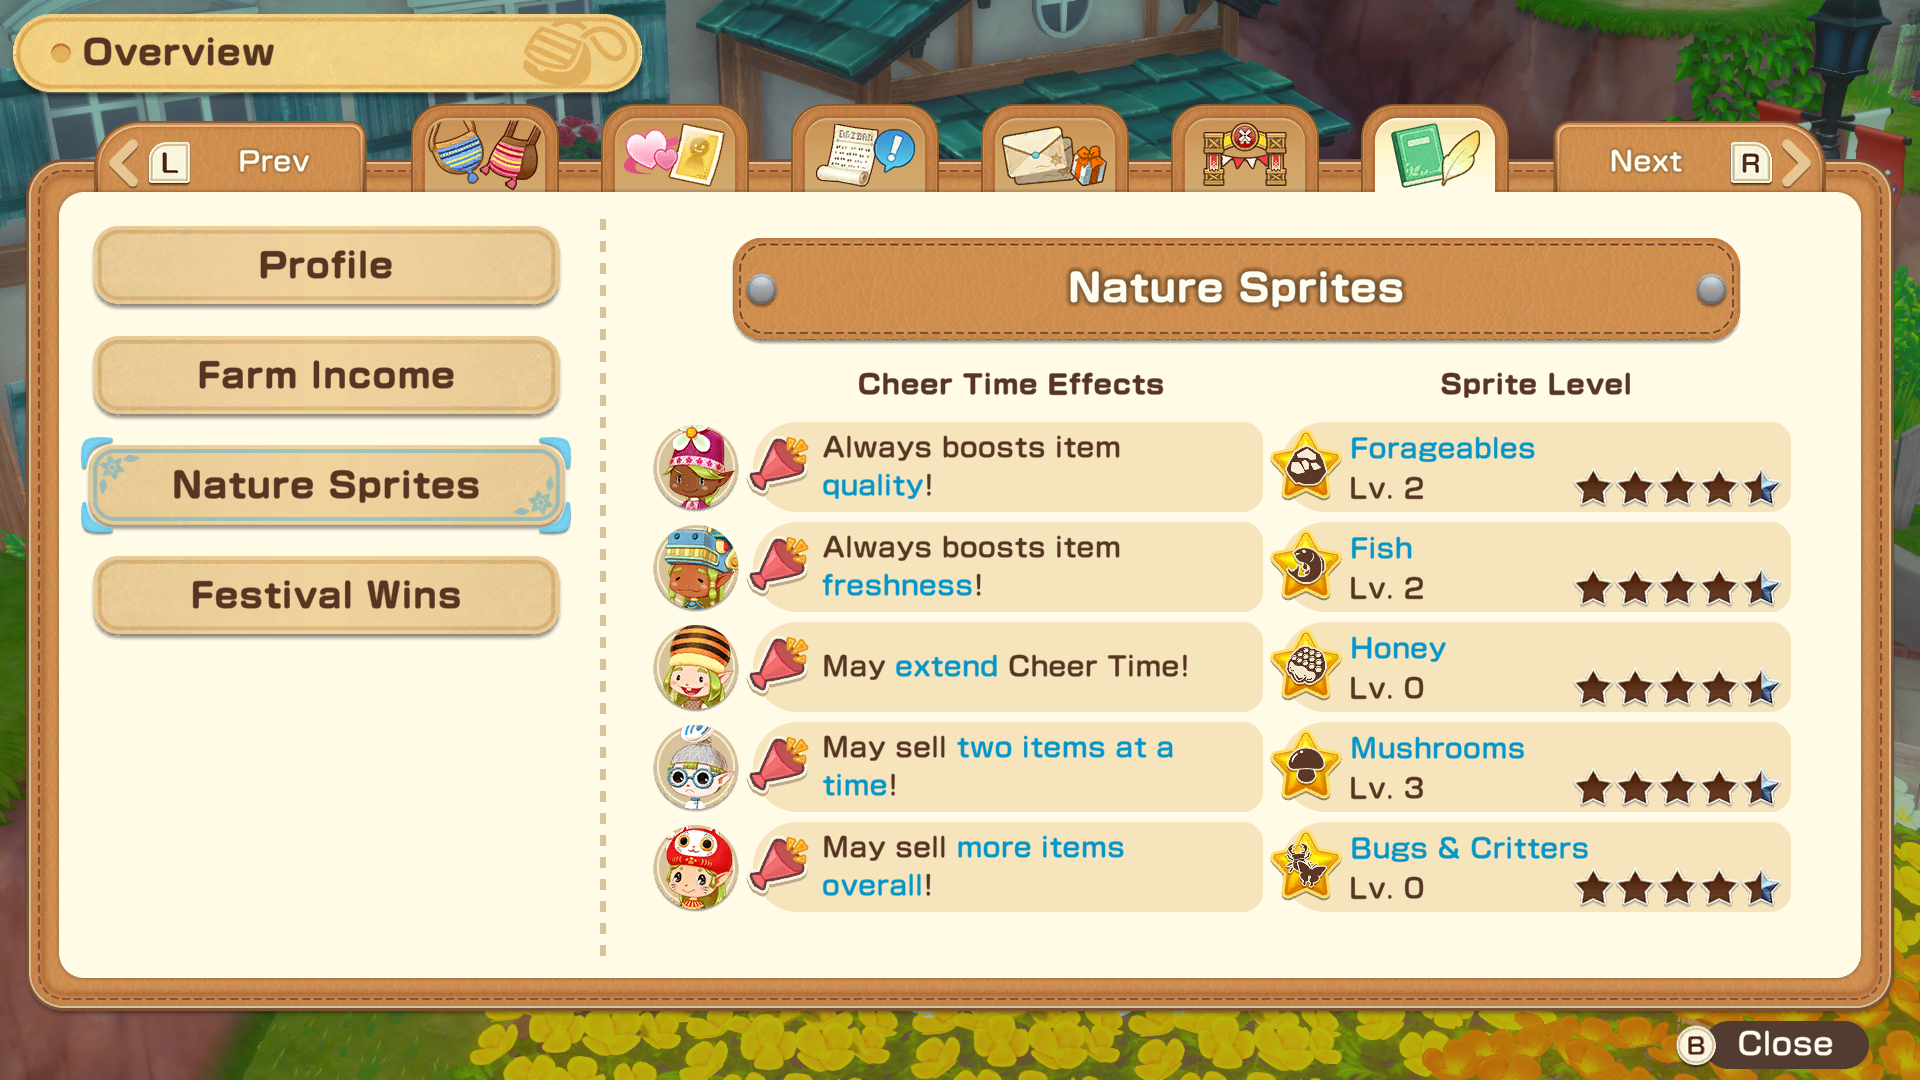 Overview
L
Prev
Next
R
Profile
Farm Income
Nature Sprites
Festival Wins
Nature Sprites
Cheer Time Effects
Sprite Level
Always boosts item
quality!
Forageables
Lv. 2
Always boosts item
freshness!
Fish
Lv. 2
May extend Cheer Time!
Honey
Lv. 0
May sell two items at a
time!
Mushrooms
Lv. 3
May sell more items
overall!
Bugs & Critters
Lv. 0
B
Close